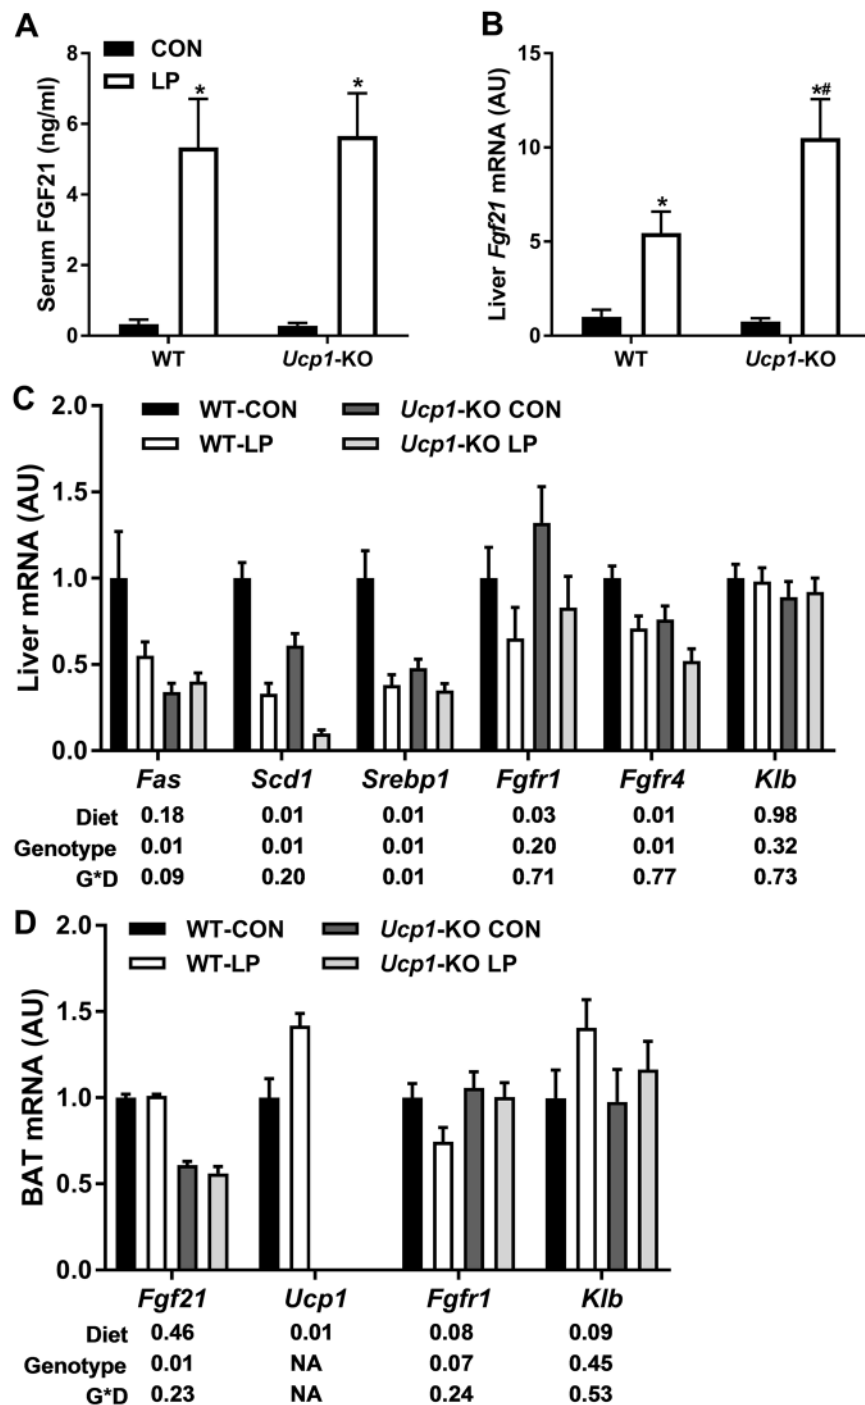 A
CON
LP
Serum FGF21 (ng/ml)
8
6
4
2
0
*
*
WT
Ucp1-KO
B
Liver Fgf21 mRNA (AU)
15
10
5
0
*
*#
WT
Ucp1-KO
C
WT-CON
Ucp1-KO CON
WT-LP
Ucp1-KO LP
Liver mRNA (AU)
2.0
1.5
1.0
0.5
0.0
Fas Scd1 Srebp1 Fgfr1 Fgfr4 Klb
Diet 0.18 0.01 0.01 0.03 0.01 0.98
Genotype 0.01 0.01 0.01 0.20 0.01 0.32
G*D 0.09 0.20 0.01 0.71 0.77 0.73
D
WT-CON
Ucp1-KO CON
WT-LP
Ucp1-KO LP
BAT mRNA (AU)
2.0
1.5
1.0
0.5
0.0
Fgf21 Ucp1 Fgfr1 Klb
Diet 0.46 0.01 0.08 0.09
Genotype 0.01 NA 0.07 0.45
G*D 0.23 NA 0.24 0.53